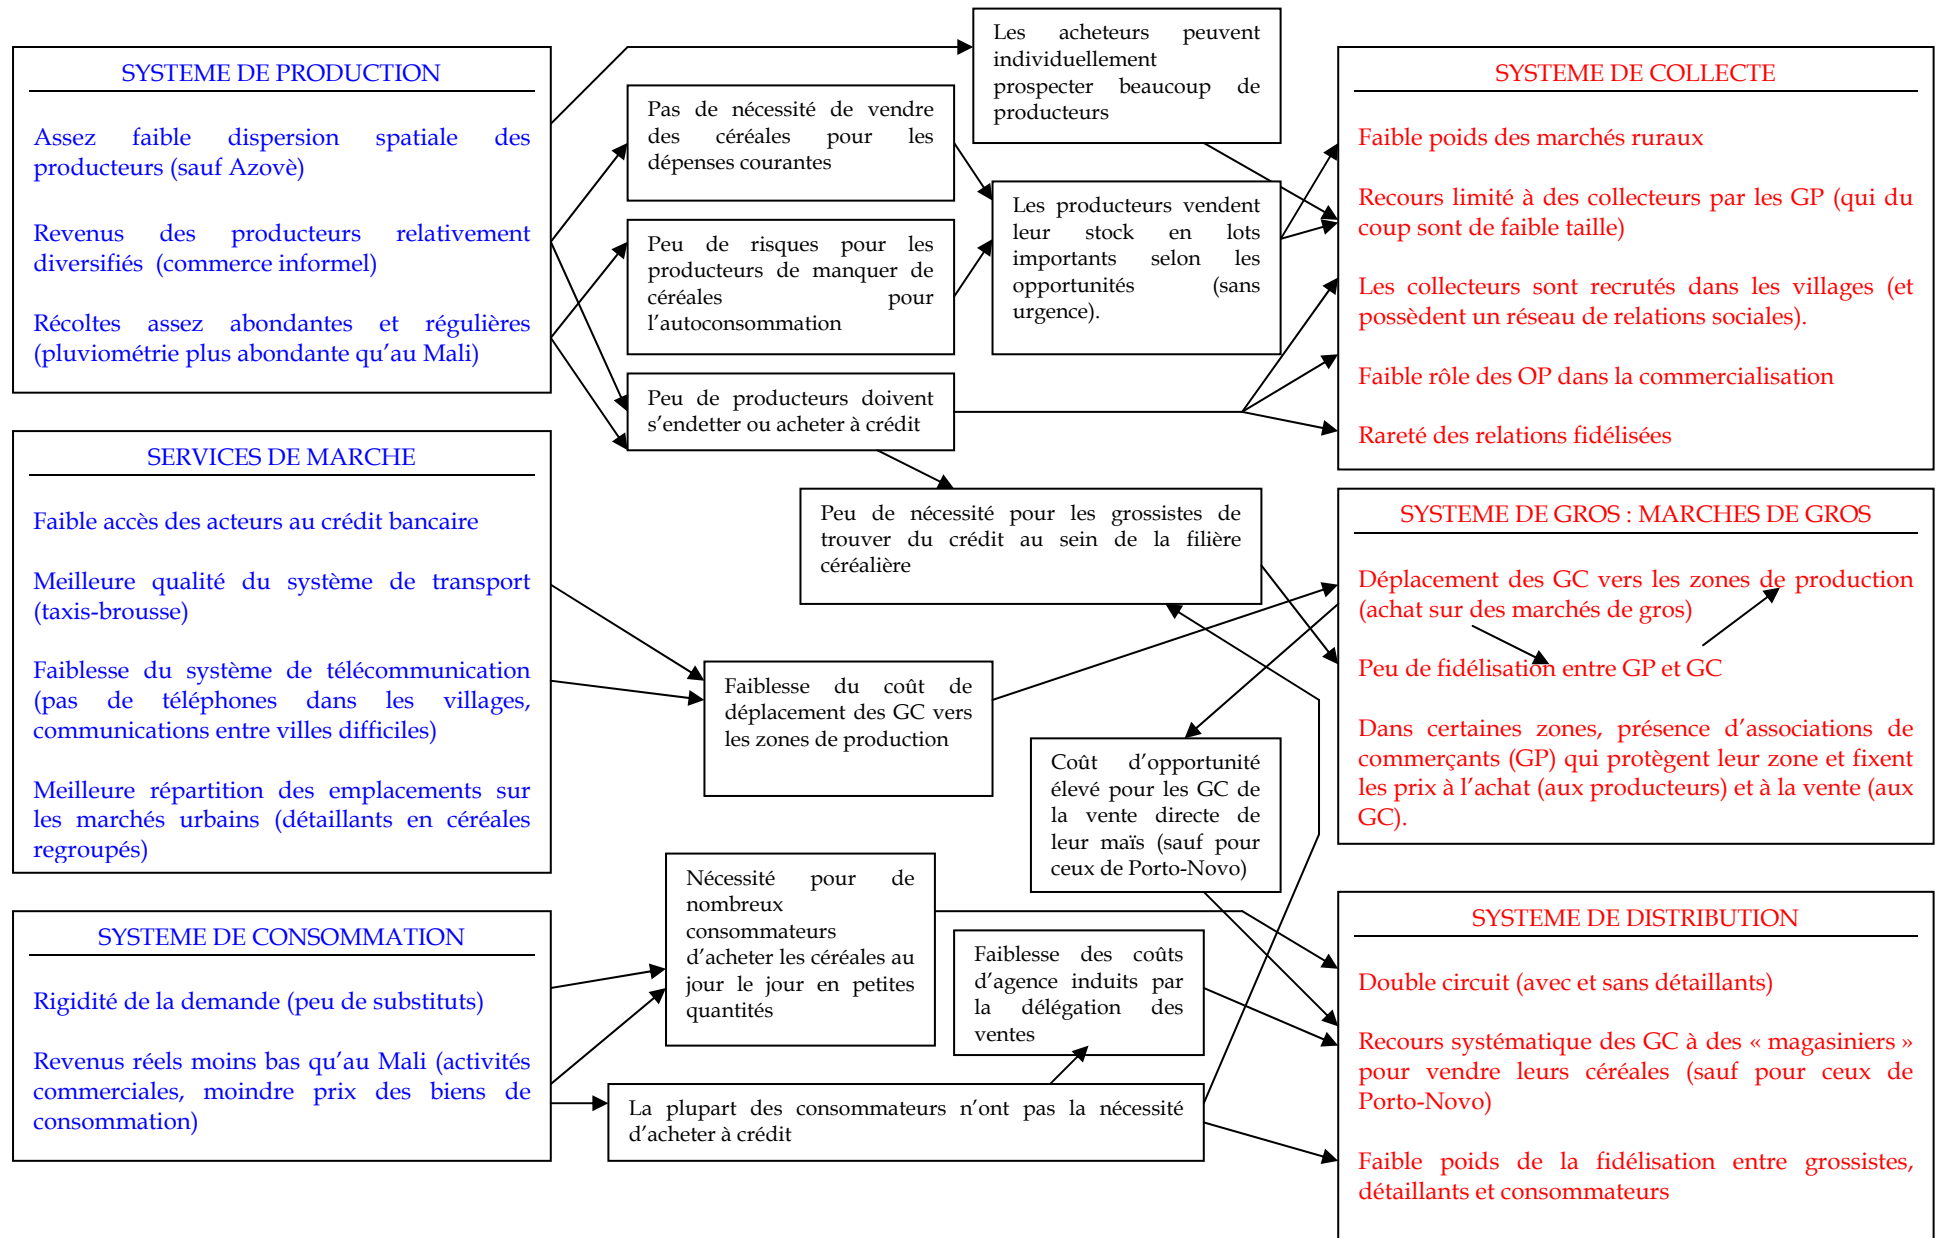 SYSTEME DE PRODUCTION
Assez faible dispersion spatiale des
producteurs (sauf Azovè)
Revenus des producteurs relativement
diversifiés (commerce informel)
Récoltes assez abondantes et régulières
(pluviométrie plus abondante qu'au Mali)
SERVICES DE MARCHE
Faible accès des acteurs au crédit bancaire
Meilleure qualité du système de transport
(taxis-brousse)
Faiblesse du système de télécommunication
(pas de téléphones dans les villages,
communications entre villes difficiles)
Meilleure répartition des emplacements sur
les marchés urbains (détaillants en céréales
regroupés)
SYSTEME DE CONSOMMATION
Rigidité de la demande (peu de substituts)
Revenus réels moins bas qu'au Mali (activités
commerciales, moindre prix des biens de
consommation)
Les acheteurs peuvent
individuellement
prospecter beaucoup de
producteurs
Pas de nécessité de vendre
des céréales pour les
dépenses courantes
Peu de risques pour les
producteurs de manquer de
céréales pour
l'autoconsommation
Les producteurs vendent
leur stock en lots
importants selon les
opportunités (sans
urgence).
Peu de producteurs doivent
s'endetter ou acheter à crédit
Peu de nécessité pour les grossistes de
trouver du crédit au sein de la filière
céréalière
Faiblesse du coût de
déplacement des GC vers
les zones de production
Coût d'opportunité
élevé pour les GC de
la vente directe de
leur maïs (sauf pour
ceux de Porto-Novo)
Nécessité pour de
nombreux
consommateurs
d'acheter les céréales au
jour le jour en petites
quantités
Faiblesse des coûts
d'agence induits par
la délégation des
ventes
La plupart des consommateurs n'ont pas la nécessité
d'acheter à crédit
SYSTEME DE COLLECTE
Faible poids des marchés ruraux
Recours limité à des collecteurs par les GP (qui du
coup sont de faible taille)
Les collecteurs sont recrutés dans les villages (et
possèdent un réseau de relations sociales).
Faible rôle des OP dans la commercialisation
Rareté des relations fidélisées
SYSTEME DE GROS : MARCHES DE GROS
Déplacement des GC vers les zones de production
(achat sur des marchés de gros)
Peu de fidélisation entre GP et GC
Dans certaines zones, présence d'associations de
commerçants (GP) qui protègent leur zone et fixent
les prix à l'achat (aux producteurs) et à la vente (aux
GC).
SYSTEME DE DISTRIBUTION
Double circuit (avec et sans détaillants)
Recours systématique des GC à des « magasiniers »
pour vendre leurs céréales (sauf pour ceux de
Porto-Novo)
Faible poids de la fidélisation entre grossistes,
détaillants et consommateurs